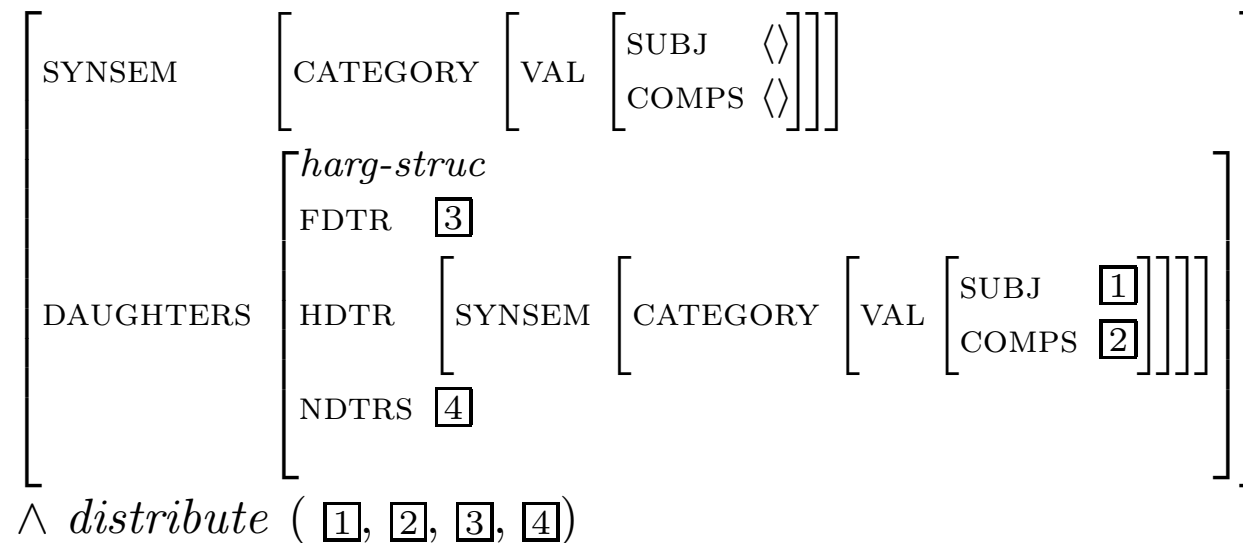 SYNSEM [CATEGORY [VAL [SUBJ ⟨⟩
COMPS ⟨⟩]]]
harg-struc
FDTR 3
DAUGHTERS HDTR [SYNSEM [CATEGORY [VAL [SUBJ 1
COMPS 2]]]]
NDTRS 4
∧ distribute ( 1, 2, 3, 4)